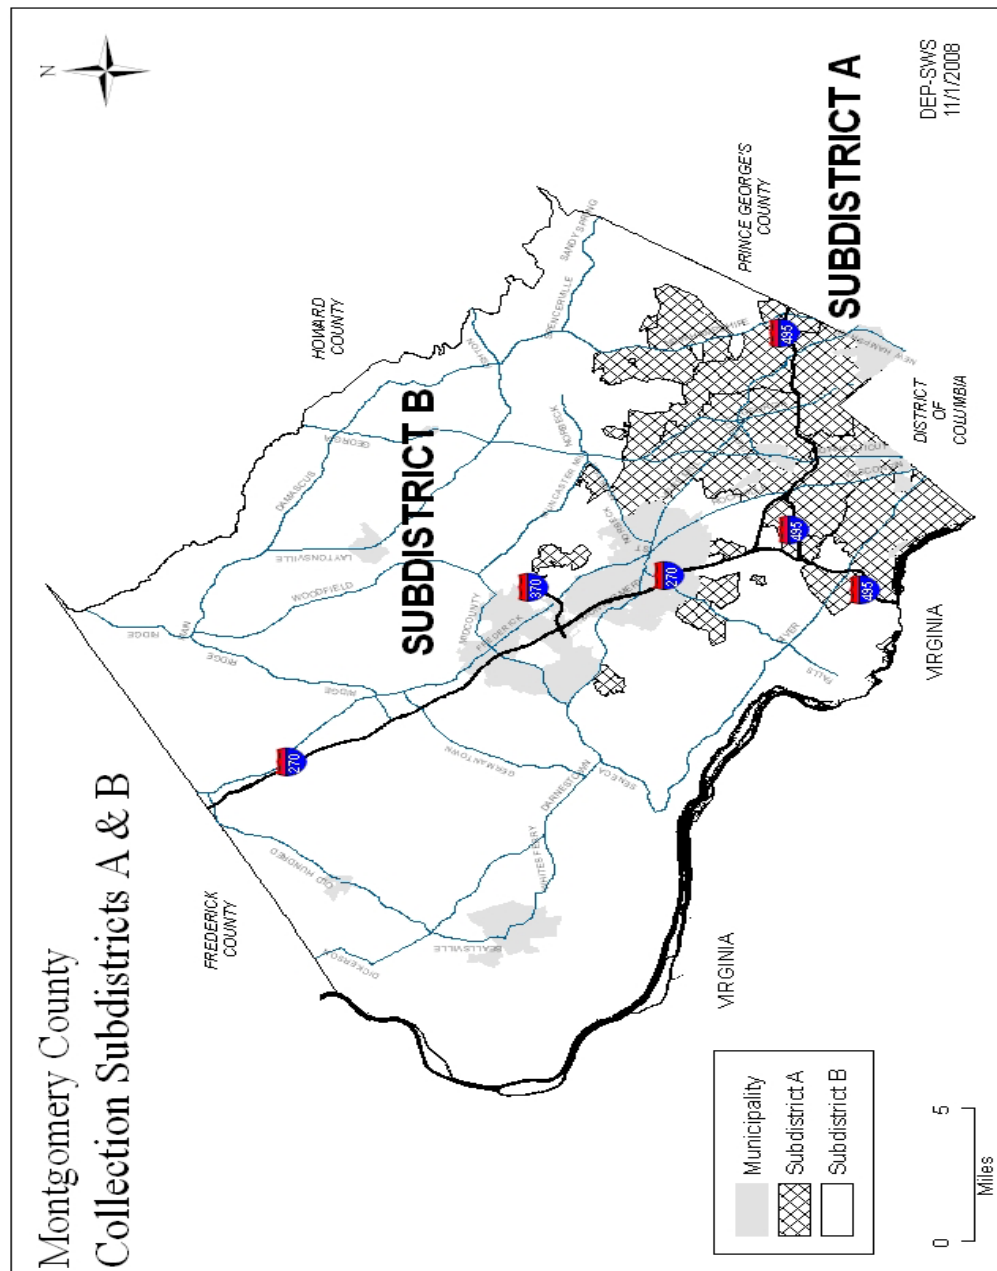 Montgomery County
Collection Subdistricts A & B
N
FREDERICK
COUNTY
HOWARD
COUNTY
PRINCE GEORGE'S
COUNTY
DISTRICT
OF
COLUMBIA
VIRGINIA
VIRGINIA
SUBDISTRICT B
SUBDISTRICT A
270
370
270
495
495
495
RIDGE
MAIN
RIDGE
RIDGE
WOODFIELD
LAYTONSVILLE
DAMASCUS
GEORGIA
ASHTON
SPENCERVILLE
SANDY SPRING
NORBECK
NORBECK
MIDCOUNTY
FREDERICK
GERMANTOWN
DARNESTOWN
SENECA
WHITES FERRY
OLD HUNDRED
BEALLSVILLE
DICKERSON
RIVER
FALLS
Municipality
Subdistrict A
Subdistrict B
0
5
Miles
DEP-SWS
11/1/2008